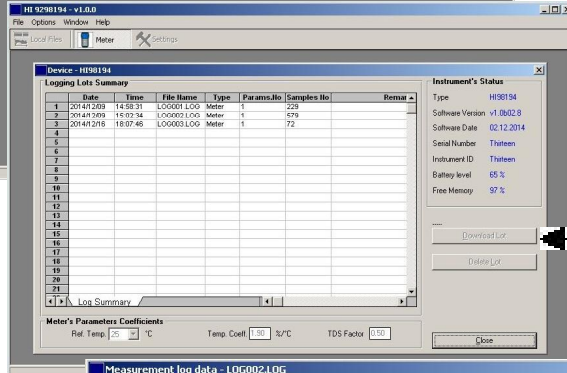 HI 9298194 - v1.0.0
File Options Window Help
Local Files Meter Settings
Device - HI98194
Logging Lots Summary
Date Time File Name Type Params.No Samples No Remar
1 2014/12/09 14:58:31 LOG001.LOG Meter 1 229
2 2014/12/09 15:02:34 LOG002.LOG Meter 1 579
3 2014/12/16 18:07:46 LOG003.LOG Meter 1 72
4
5
6
7
8
9
10
11
12
13
14
15
16
17
18
19
20
21
Log Summary
Instrument's Status
Type HI98194
Software Version v1.0b02.8
Software Date 02.12.2014
Serial Number Thirteen
Instrument ID Thirteen
Battery level 65 %
Free Memory 97 %
Download Lot
Delete Lot
Meter's Parameters Coefficients
Ref. Temp. 25 °C Temp. Coeff. 1.90 %/°C TDS Factor 0.50
Close
Measurement log data - LOG002.LOG